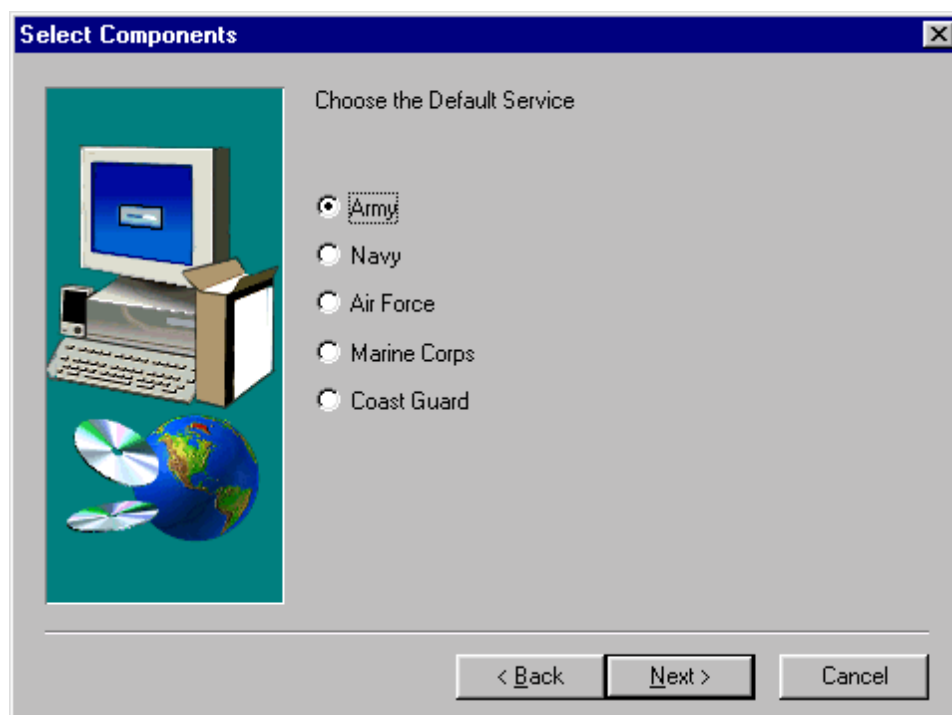 Select Components
Choose the Default Service
Army
Navy
Air Force
Marine Corps
Coast Guard
< Back
Next >
Cancel